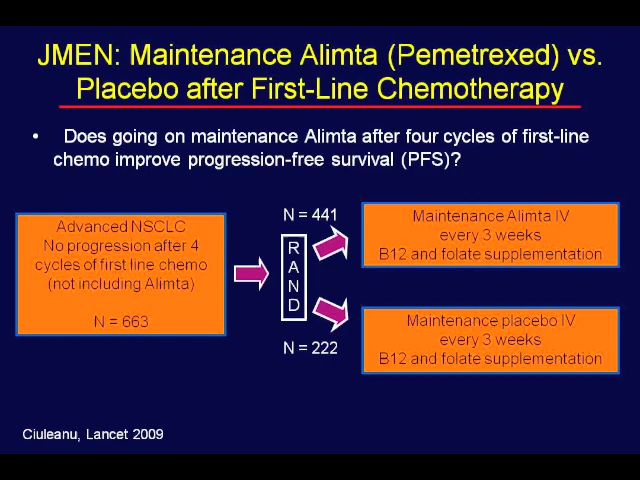 JMEN: Maintenance Alimta (Pemetrexed) vs.
Placebo after First-Line Chemotherapy
• Does going on maintenance Alimta after four cycles of first-line
chemo improve progression-free survival (PFS)?
Advanced NSCLC
No progression after 4
cycles of first line chemo
(not including Alimta)
N = 663
N = 441
RAND
N = 222
Maintenance Alimta IV
every 3 weeks
B12 and folate supplementation
Maintenance placebo IV
every 3 weeks
B12 and folate supplementation
Ciuleanu, Lancet 2009